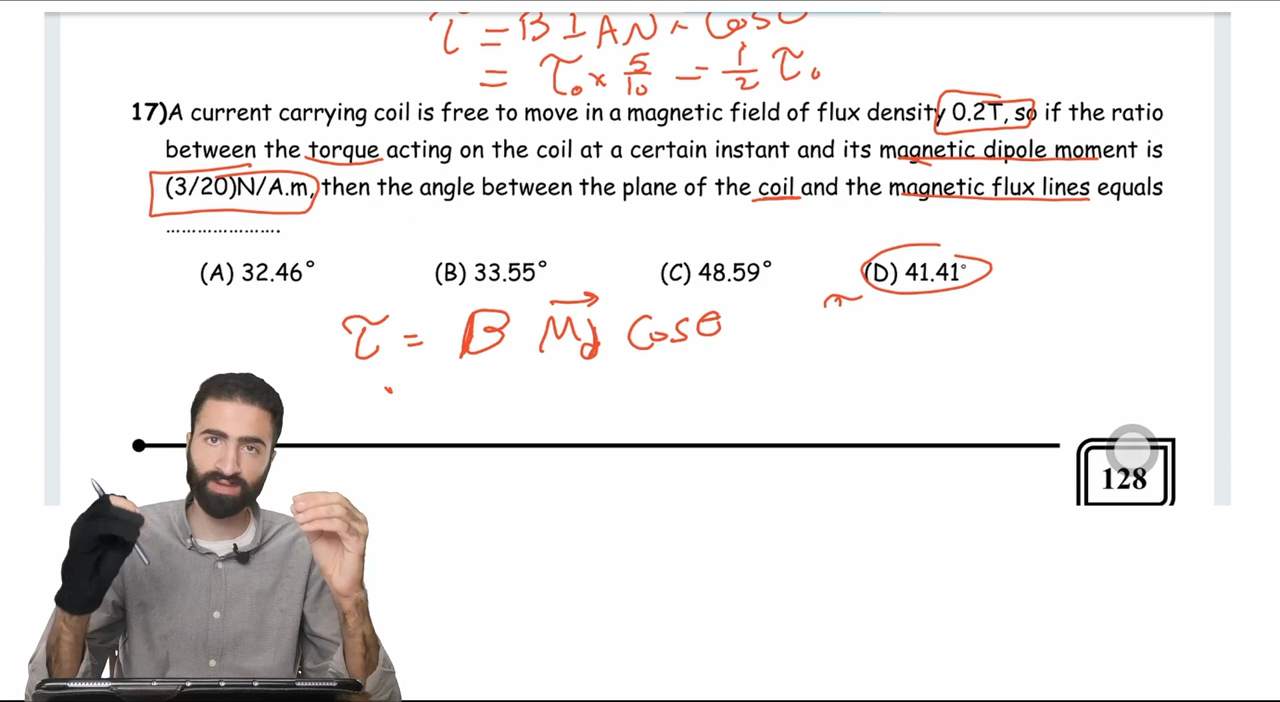 τ = B I A N × Cosθ
= τ₀ × 5/10 = 1/2 τ₀
17)A current carrying coil is free to move in a magnetic field of flux density 0.2T, so if the ratio
between the torque acting on the coil at a certain instant and its magnetic dipole moment is
(3/20)N/A.m, then the angle between the plane of the coil and the magnetic flux lines equals
......................
(A) 32.46° (B) 33.55° (C) 48.59° (D) 41.41°
τ = B Md Cosθ
128